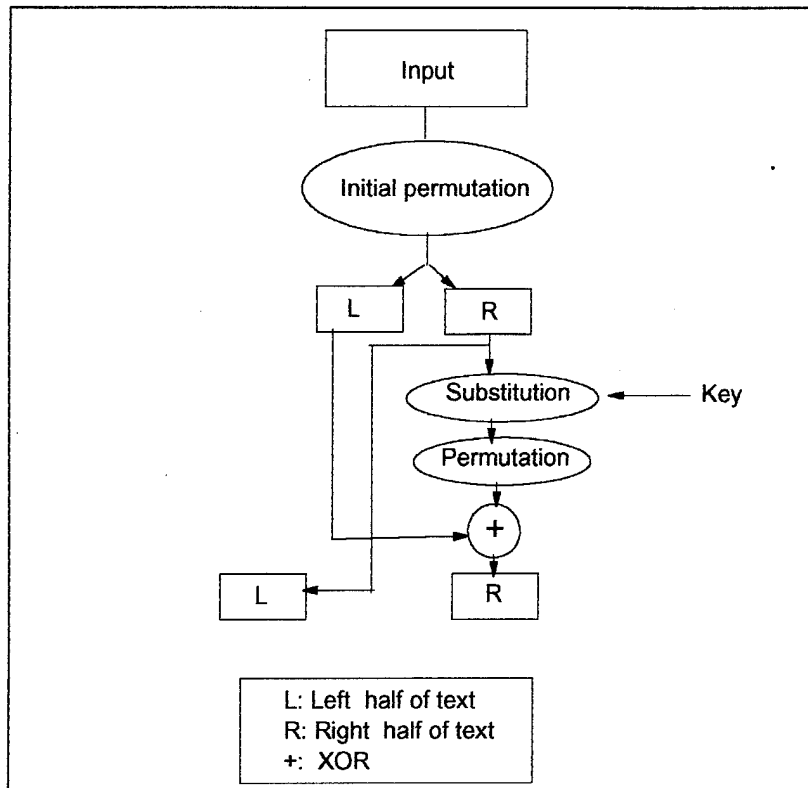 Input
Initial permutation
L
R
Substitution
Key
Permutation
+
L
R
L: Left half of text
R: Right half of text
+: XOR